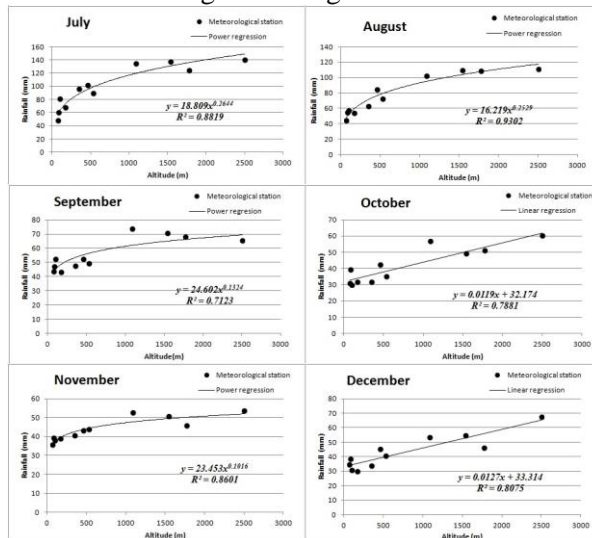 July
Meteorological station
Power regression
Rainfall (mm)
160
140
120
100
80
60
40
20
0
y = 18.809x^0.2644
R² = 0.8819
0 500 1000 1500 2000 2500 3000
Altitude (m)
August
Meteorological station
Power regression
Rainfall (mm)
140
120
100
80
60
40
20
0
y = 16.219x^0.2529
R² = 0.9302
0 500 1000 1500 2000 2500 3000
Altitude (m)
September
Meteorological station
Power regression
Rainfall (mm)
80
70
60
50
40
30
20
10
0
y = 24.602x^0.1324
R² = 0.7123
0 500 1000 1500 2000 2500 3000
Altitude(m)
October
Meteorological station
Linear regression
Rainfall (mm)
70
60
50
40
30
20
10
0
y = 0.0119x + 32.174
R² = 0.7881
0 500 1000 1500 2000 2500 3000
Altitude (m)
November
Meteorological station
Power regression
Rainfall (mm)
60
50
40
30
20
10
0
y = 23.453x^0.1016
R² = 0.8601
0 500 1000 1500 2000 2500 3000
Altitude (m)
December
Meteorological station
Linear regression
Rainfall (mm)
80
70
60
50
40
30
20
10
0
y = 0.0127x + 33.314
R² = 0.8075
0 500 1000 1500 2000 2500 3000
Altitude (m)